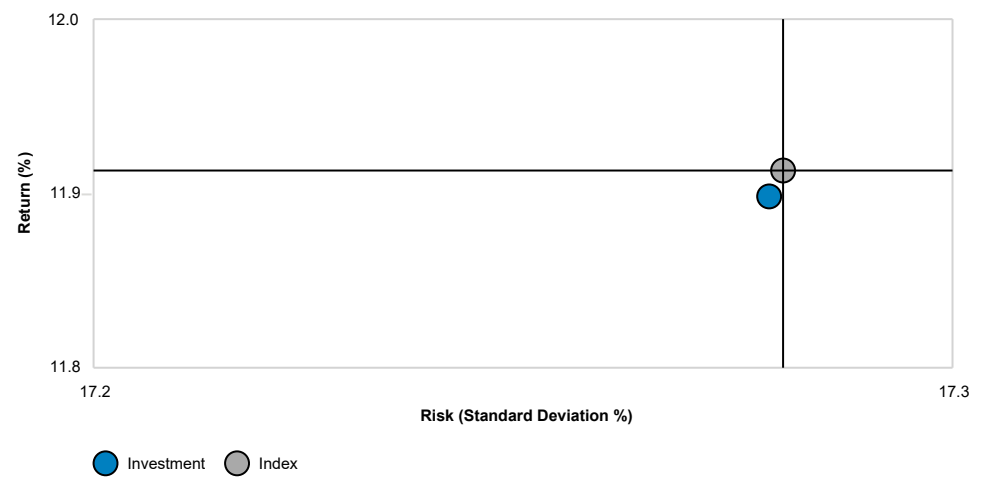 12.0
Return (%)
11.9
11.8
17.2
17.3
Risk (Standard Deviation %)
Investment
Index